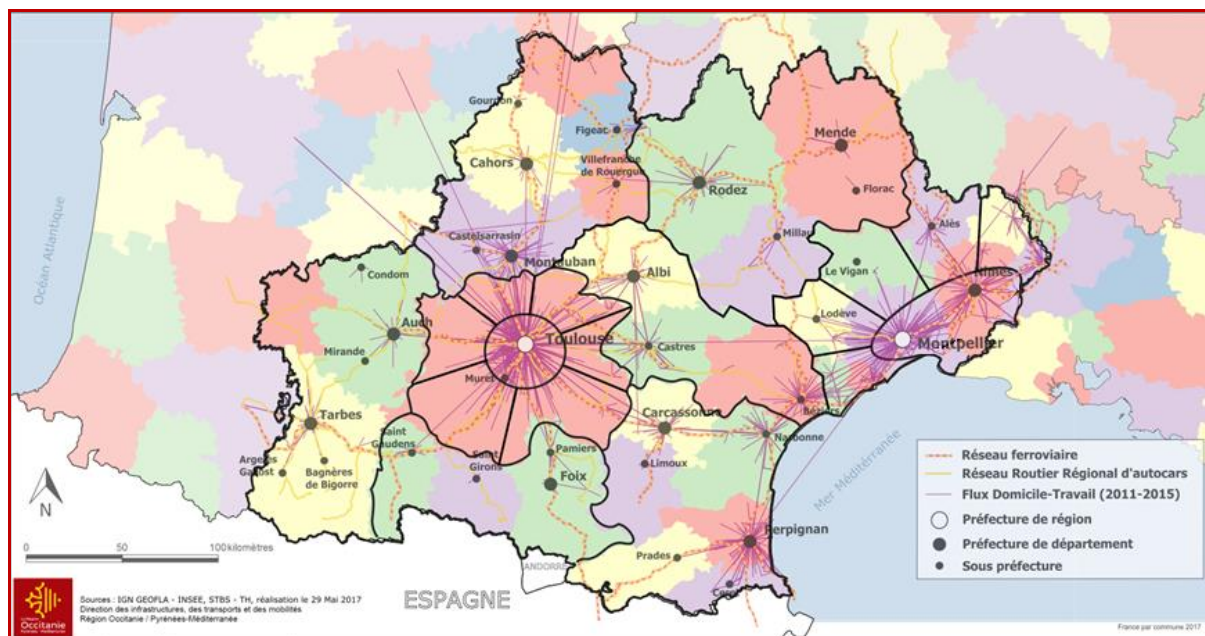 Gourdon
Figeac
Mende
Cahors
Villefranche
de Rouergue
Rodez
Florac
Océan Atlantique
Alès
Castelsarrasin
Millau
Montauban
Le Vigan
Condom
Albi
Nîmes
Lodève
Auch
Toulouse
Montpellier
Mirande
Castres
Muret
Béziers
Tarbes
Carcassonne
Saint
Gaudens
Narbonne
Mer Méditerranée
Argelès
Gazost
Bagnères
de Bigorre
Saint
Girons
Pamiers
Limoux
Foix
N
Perpignan
Prades
Céret
ANDORRE
ESPAGNE
0 50 100 kilomètres
Réseau ferroviaire
Réseau Routier Régional d'autocars
Flux Domicile-Travail (2011-2015)
Préfecture de région
Préfecture de département
Sous préfecture
La Région
Occitanie
Pyrénées - Méditerranée
Sources : IGN GEOFLA - INSEE, STBS - TH, réalisation le 29 Mai 2017
Direction des infrastructures, des transports et des mobilités
Région Occitanie / Pyrénées-Méditerranée
France par commune 2017